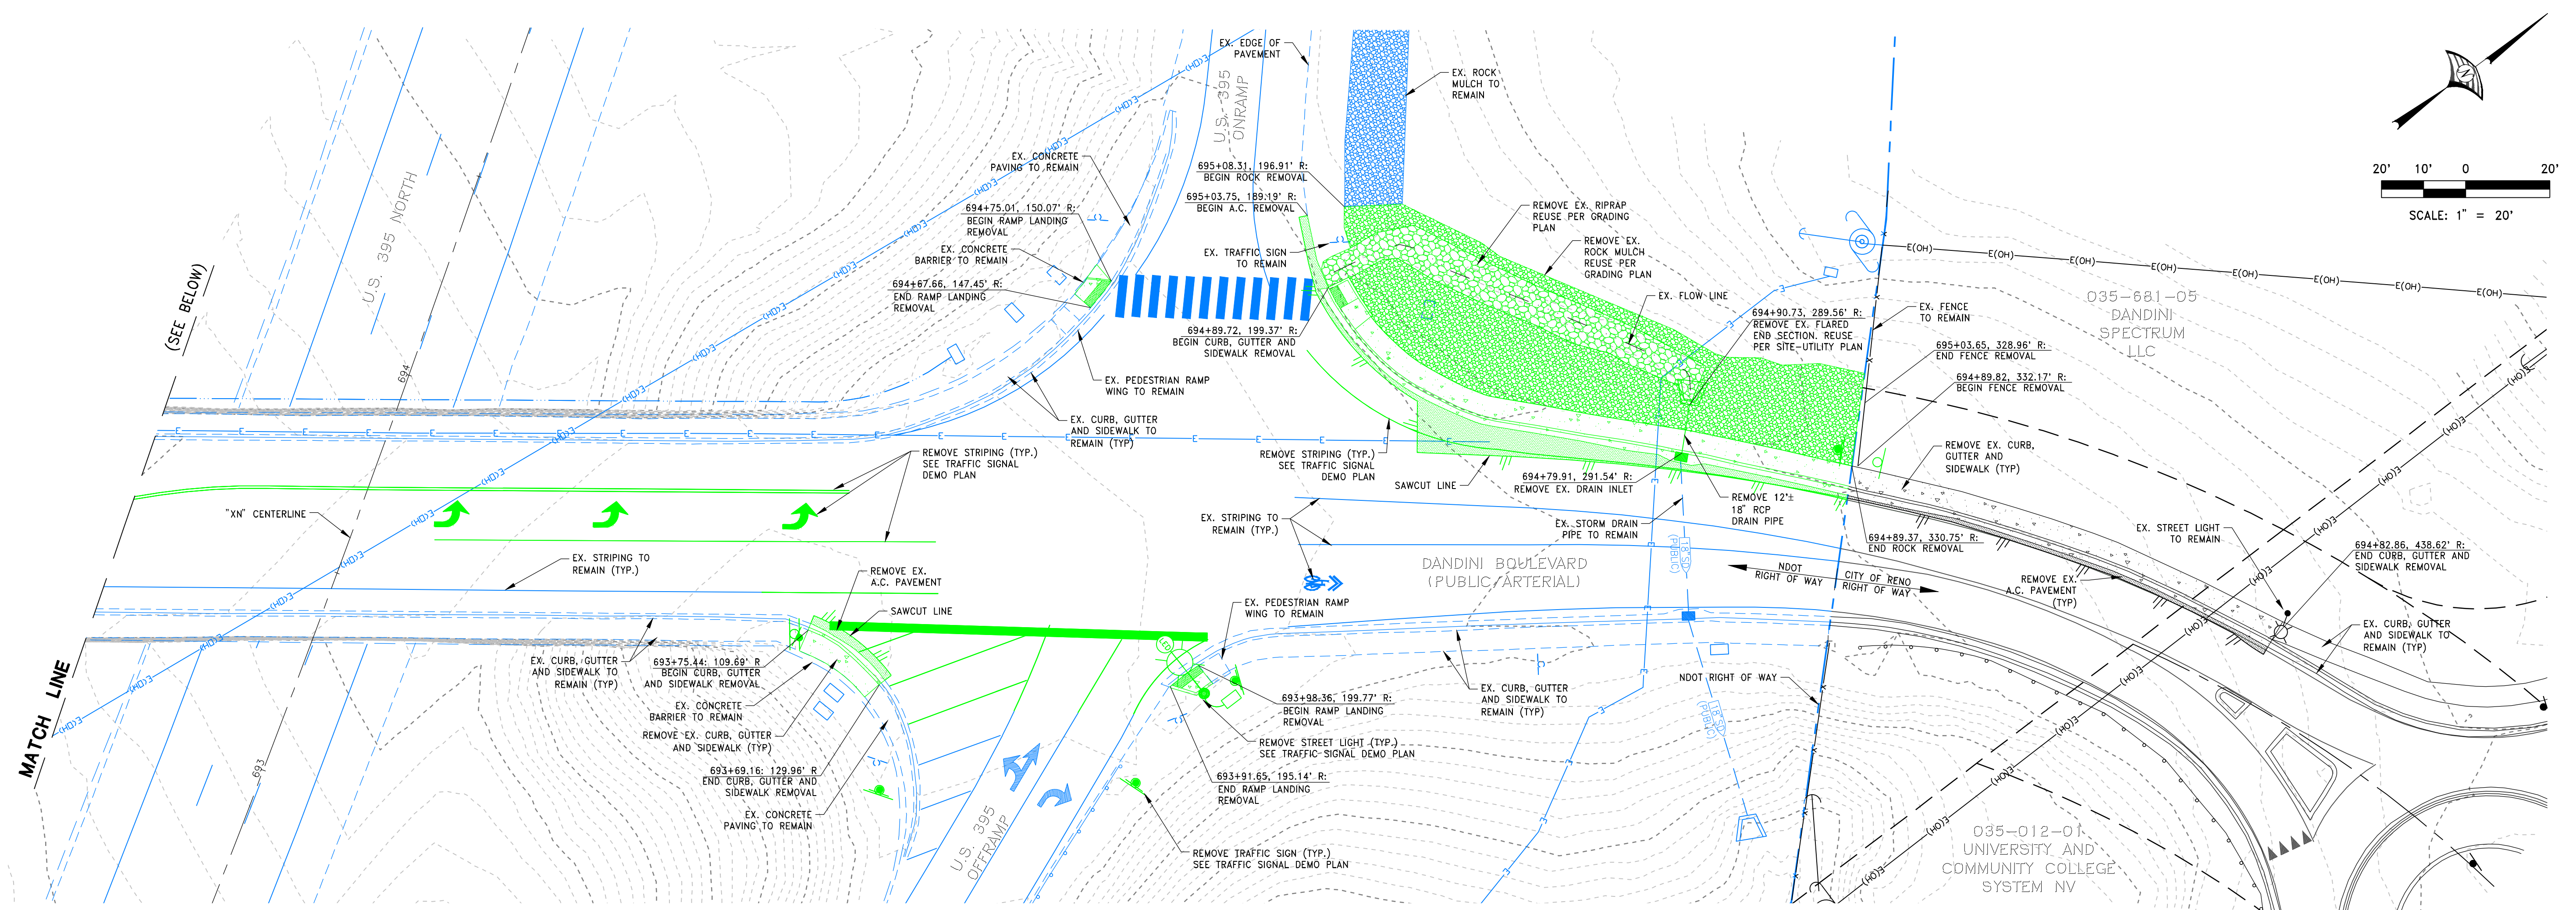 EX. EDGE OF
PAVEMENT
U.S. 395
ONRAMP
EX. ROCK
MULCH TO
REMAIN
20' 10' 0 20'
SCALE: 1" = 20'
EX. CONCRETE
PAVING TO REMAIN
695+08.31, 196.91' R:
BEGIN ROCK REMOVAL
695+03.75, 189.19' R:
BEGIN A.C. REMOVAL
694+75.01, 150.07' R:
BEGIN RAMP LANDING
REMOVAL
EX. CONCRETE
BARRIER TO REMAIN
694+67.66, 147.45' R:
END RAMP LANDING
REMOVAL
EX. TRAFFIC SIGN
TO REMAIN
REMOVE EX. RIPRAP
REUSE PER GRADING
PLAN
REMOVE EX.
ROCK MULCH
REUSE PER
GRADING PLAN
EX. FLOW LINE
694+90.73, 289.56' R:
REMOVE EX. FLARED
END SECTION. REUSE
PER SITE-UTILITY PLAN
EX. FENCE
TO REMAIN
695+03.65, 328.96' R:
END FENCE REMOVAL
694+89.82, 332.17' R:
BEGIN FENCE REMOVAL
035-681-05
DANDINI
SPECTRUM
LLC
U.S. 395 NORTH
(SEE BELOW)
694
694+89.72, 199.37' R:
BEGIN CURB, GUTTER AND
SIDEWALK REMOVAL
EX. PEDESTRIAN RAMP
WING TO REMAIN
EX. CURB, GUTTER
AND SIDEWALK TO
REMAIN (TYP)
REMOVE STRIPING (TYP.)
SEE TRAFFIC SIGNAL
DEMO PLAN
REMOVE STRIPING (TYP.)
SEE TRAFFIC SIGNAL
DEMO PLAN
SAWCUT LINE
694+79.91, 291.54' R:
REMOVE EX. DRAIN INLET
REMOVE 12'±
18" RCP
DRAIN PIPE
REMOVE EX. CURB,
GUTTER AND
SIDEWALK (TYP)
"XN" CENTERLINE
EX. STRIPING TO
REMAIN (TYP.)
EX. STRIPING TO
REMAIN (TYP.)
EX. STORM DRAIN
PIPE TO REMAIN
18"SD
(PUBLIC)
694+89.37, 330.75' R:
END ROCK REMOVAL
EX. STREET LIGHT
TO REMAIN
694+82.86, 438.62' R:
END CURB, GUTTER AND
SIDEWALK REMOVAL
DANDINI BOULEVARD
(PUBLIC/ARTERIAL)
NDOT
RIGHT OF WAY
CITY OF RENO
RIGHT OF WAY
REMOVE EX.
A.C. PAVEMENT
(TYP)
REMOVE EX.
A.C. PAVEMENT
SAWCUT LINE
EX. PEDESTRIAN RAMP
WING TO REMAIN
EX. CURB, GUTTER
AND SIDEWALK TO
REMAIN (TYP)
MATCH LINE
693
EX. CURB, GUTTER
AND SIDEWALK TO
REMAIN (TYP)
693+75.44: 109.69' R
BEGIN CURB, GUTTER
AND SIDEWALK REMOVAL
EX. CONCRETE
BARRIER TO REMAIN
REMOVE EX. CURB, GUTTER
AND SIDEWALK (TYP)
693+69.16: 129.96' R
END CURB, GUTTER AND
SIDEWALK REMOVAL
EX. CONCRETE
PAVING TO REMAIN
U.S. 395
OFFRAMP
693+98.36, 199.77' R:
BEGIN RAMP LANDING
REMOVAL
REMOVE STREET LIGHT (TYP.)
SEE TRAFFIC SIGNAL DEMO PLAN
693+91.65, 195.14' R:
END RAMP LANDING
REMOVAL
REMOVE TRAFFIC SIGN (TYP.)
SEE TRAFFIC SIGNAL DEMO PLAN
EX. CURB, GUTTER
AND SIDEWALK TO
REMAIN (TYP)
NDOT RIGHT OF WAY
18"SD
(PUBLIC)
035-012-01
UNIVERSITY AND
COMMUNITY COLLEGE
SYSTEM NV
E(OH)
E(OH)
E(OH)
E(OH)
E(OH)
E(OH)
E(OH)